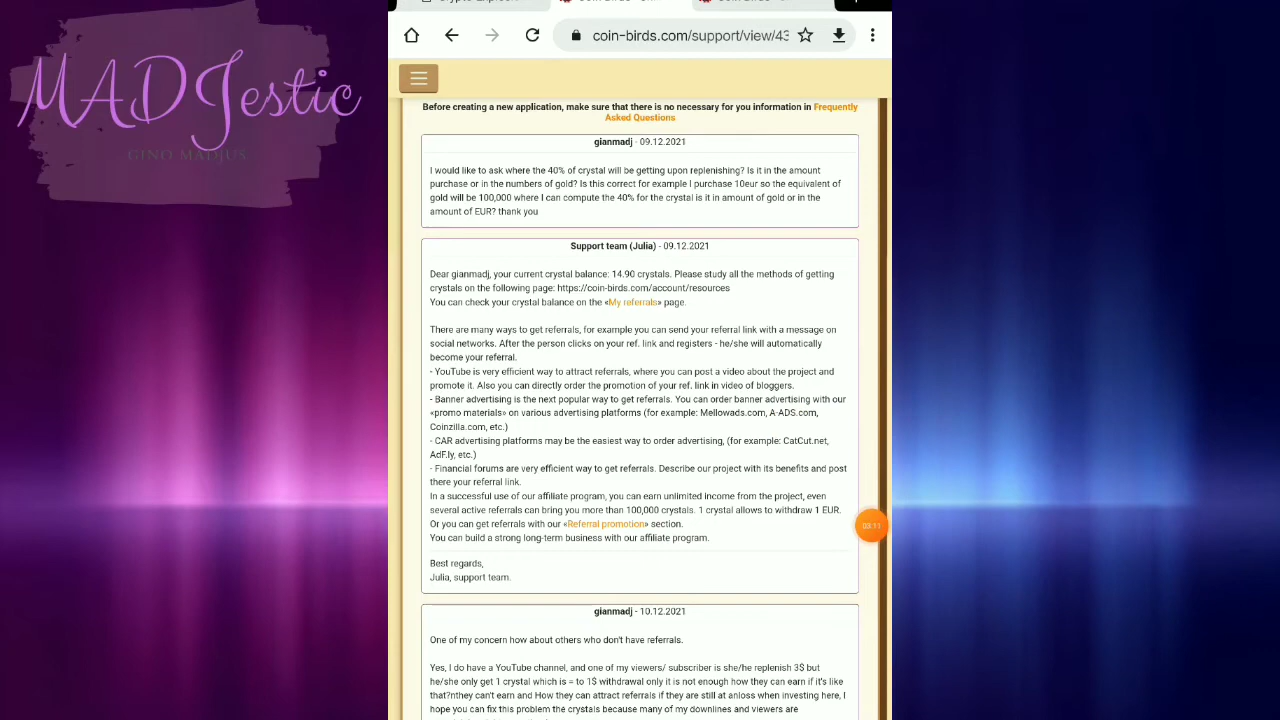 MADJestic
GINO MADJUS
coin-birds.com/support/view/43
Before creating a new application, make sure that there is no necessary for you information in Frequently
Asked Questions
gianmadj - 09.12.2021
I would like to ask where the 40% of crystal will be getting upon replenishing? Is it in the amount
purchase or in the numbers of gold? Is this correct for example I purchase 10eur so the equivalent of
gold will be 100,000 where I can compute the 40% for the crystal is it in amount of gold or in the
amount of EUR? thank you
Support team (Julia) - 09.12.2021
Dear gianmadj, your current crystal balance: 14.90 crystals. Please study all the methods of getting
crystals on the following page: https://coin-birds.com/account/resources
You can check your crystal balance on the «My referrals» page.
There are many ways to get referrals, for example you can send your referral link with a message on
social networks. After the person clicks on your ref. link and registers - he/she will automatically
become your referral.
- YouTube is very efficient way to attract referrals, where you can post a video about the project and
promote it. Also you can directly order the promotion of your ref. link in video of bloggers.
- Banner advertising is the next popular way to get referrals. You can order banner advertising with our
«promo materials» on various advertising platforms (for example: Mellowads.com, A-ADS.com,
Coinzilla.com, etc.)
- CAR advertising platforms may be the easiest way to order advertising, (for example: CatCut.net,
AdF.ly, etc.)
- Financial forums are very efficient way to get referrals. Describe our project with its benefits and post
there your referral link.
In a successful use of our affiliate program, you can earn unlimited income from the project, even
several active referrals can bring you more than 100,000 crystals. 1 crystal allows to withdraw 1 EUR.
Or you can get referrals with our «Referral promotion» section.
03:11
You can build a strong long-term business with our affiliate program.
Best regards,
Julia, support team.
gianmadj - 10.12.2021
One of my concern how about others who don't have referrals.
Yes, I do have a YouTube channel, and one of my viewers/ subscriber is she/he replenish 3$ but
he/she only get 1 crystal which is = to 1$ withdrawal only it is not enough how they can earn if it's like
that?nthey can't earn and How they can attract referrals if they are still at anloss when investing here, I
hope you can fix this problem the crystals because many of my downlines and viewers are